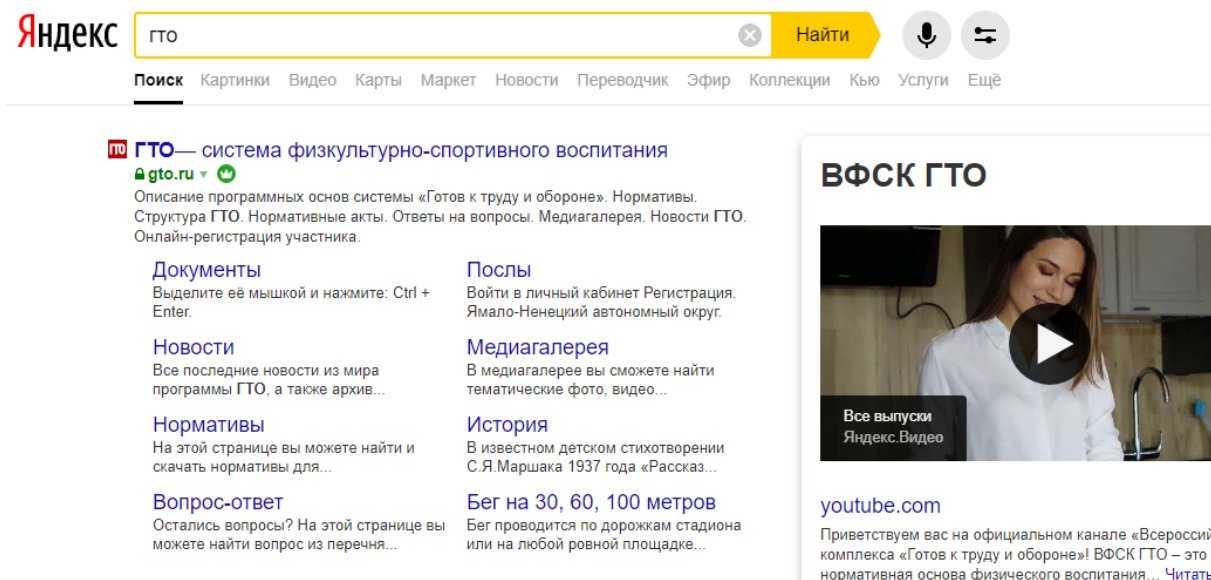 Яндекс
гто
Найти
Поиск Картинки Видео Карты Маркет Новости Переводчик Эфир Коллекции Кью Услуги Ещё
ГТО
ГТО— система физкультурно-спортивного воспитания
gto.ru
Описание программных основ системы «Готов к труду и обороне». Нормативы.
Структура ГТО. Нормативные акты. Ответы на вопросы. Медиагалерея. Новости ГТО.
Онлайн-регистрация участника.
Документы
Выделите её мышкой и нажмите: Ctrl +
Enter.
Послы
Войти в личный кабинет Регистрация.
Ямало-Ненецкий автономный округ.
Новости
Все последние новости из мира
программы ГТО, а также архив...
Медиагалерея
В медиагалерее вы сможете найти
тематические фото, видео...
Нормативы
На этой странице вы можете найти и
скачать нормативы для...
История
В известном детском стихотворении
С.Я.Маршака 1937 года «Рассказ...
Вопрос-ответ
Остались вопросы? На этой странице вы
можете найти вопрос из перечня...
Бег на 30, 60, 100 метров
Бег проводится по дорожкам стадиона
или на любой ровной площадке...
ВФСК ГТО
Все выпуски
Яндекс.Видео
youtube.com
Приветствуем вас на официальном канале «Всероссий
комплекса «Готов к труду и обороне»! ВФСК ГТО – это
нормативная основа физического воспитания... Читать